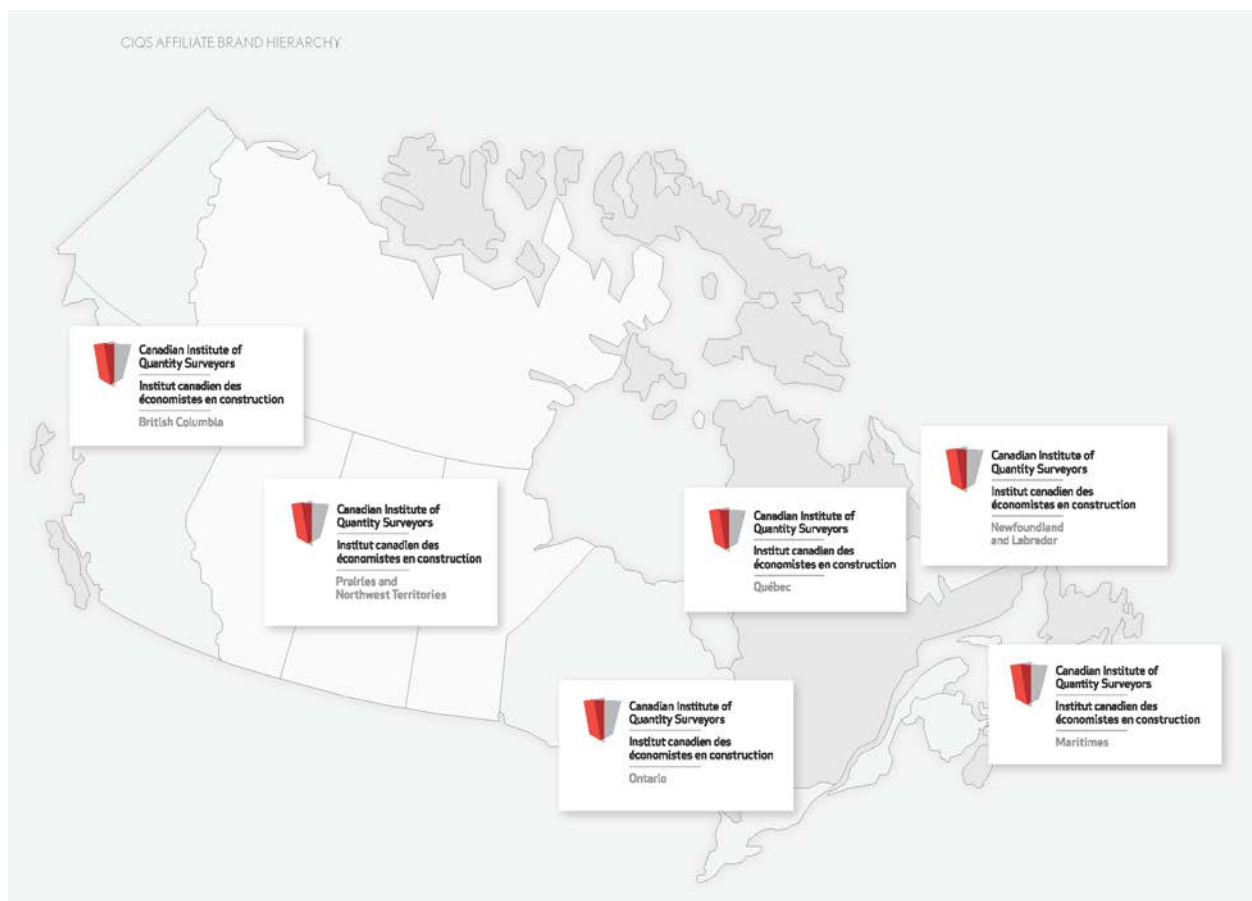 CIQS AFFILIATE BRAND HIERARCHY
Canadian Institute of
Quantity Surveyors
Institut canadien des
économistes en construction
British Columbia
Canadian Institute of
Quantity Surveyors
Institut canadien des
économistes en construction
Prairies and
Northwest Territories
Canadian Institute of
Quantity Surveyors
Institut canadien des
économistes en construction
Québec
Canadian Institute of
Quantity Surveyors
Institut canadien des
économistes en construction
Newfoundland
and Labrador
Canadian Institute of
Quantity Surveyors
Institut canadien des
économistes en construction
Ontario
Canadian Institute of
Quantity Surveyors
Institut canadien des
économistes en construction
Maritimes